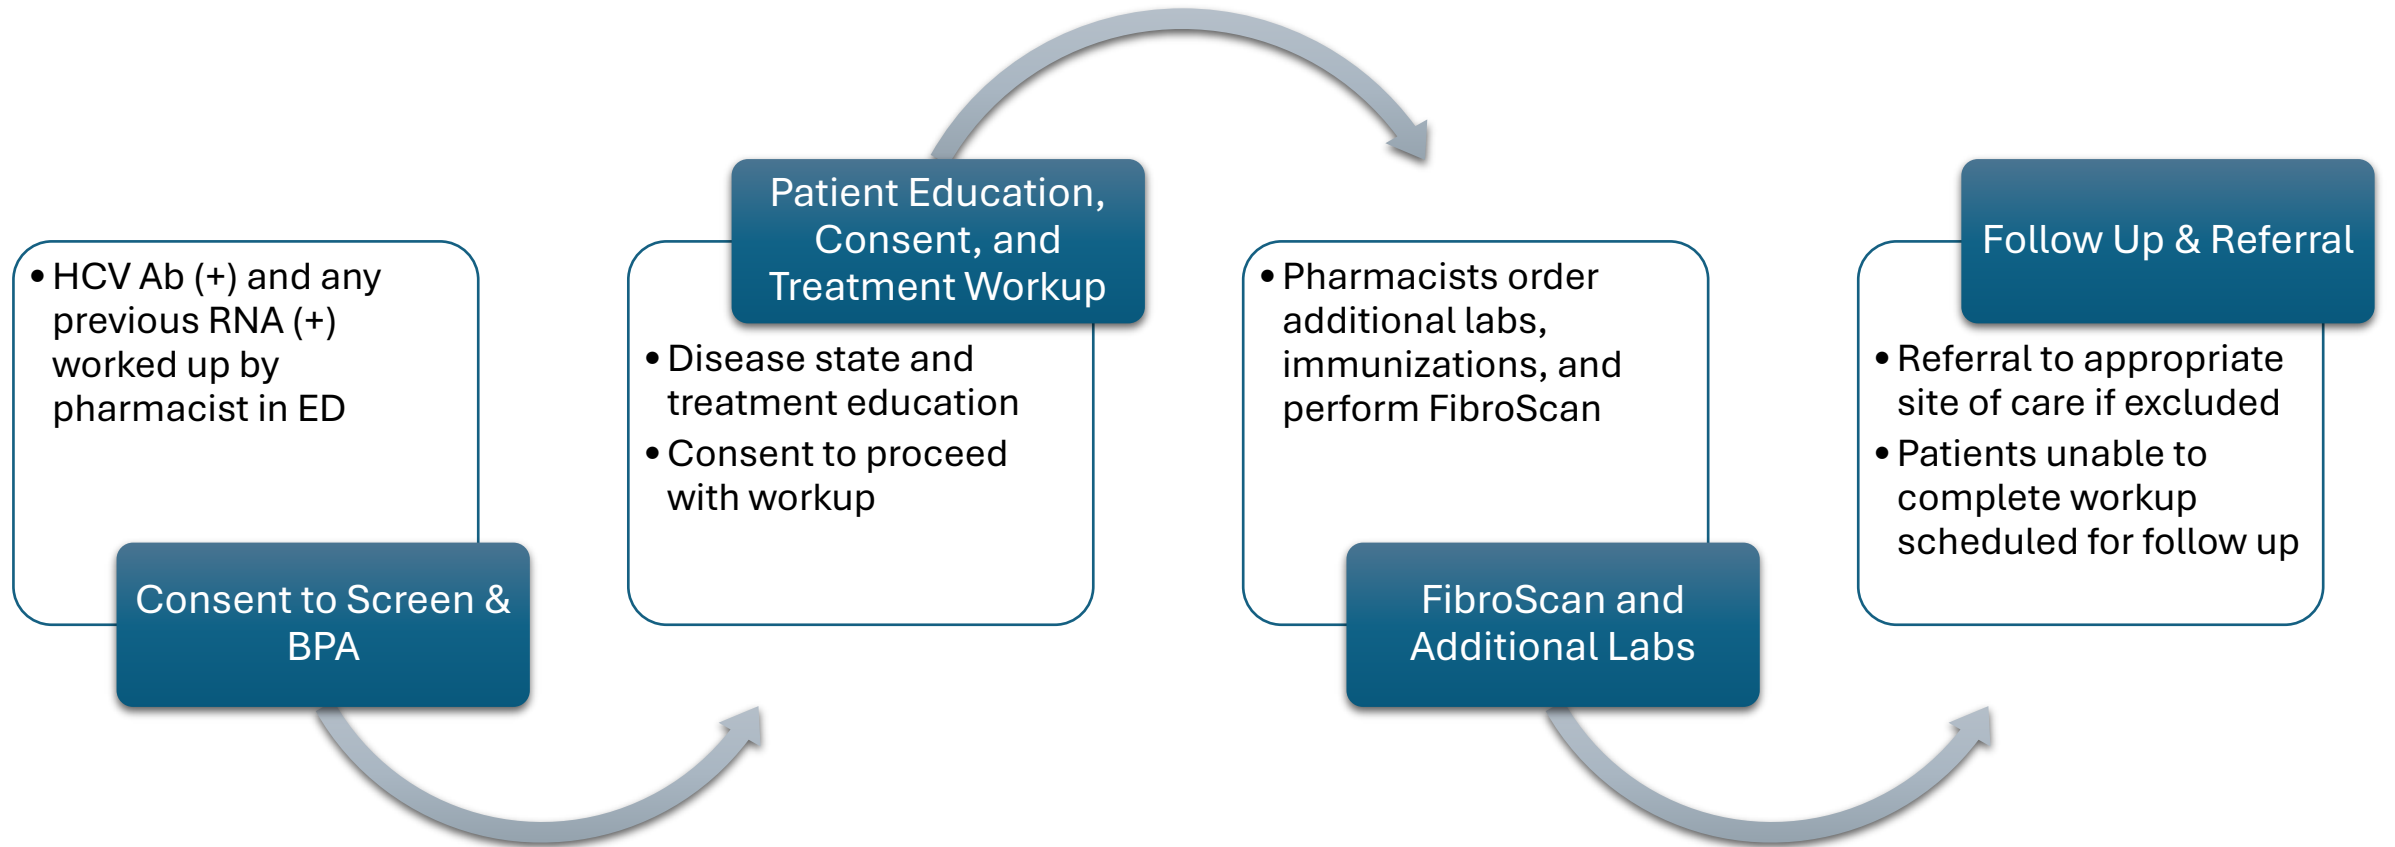 • HCV Ab (+) and any
previous RNA (+)
worked up by
pharmacist in ED
Consent to Screen &
BPA
Patient Education,
Consent, and
Treatment Workup
• Disease state and
treatment education
• Consent to proceed
with workup
• Pharmacists order
additional labs,
immunizations, and
perform FibroScan
FibroScan and
Additional Labs
Follow Up & Referral
• Referral to appropriate
site of care if excluded
• Patients unable to
complete workup
scheduled for follow up